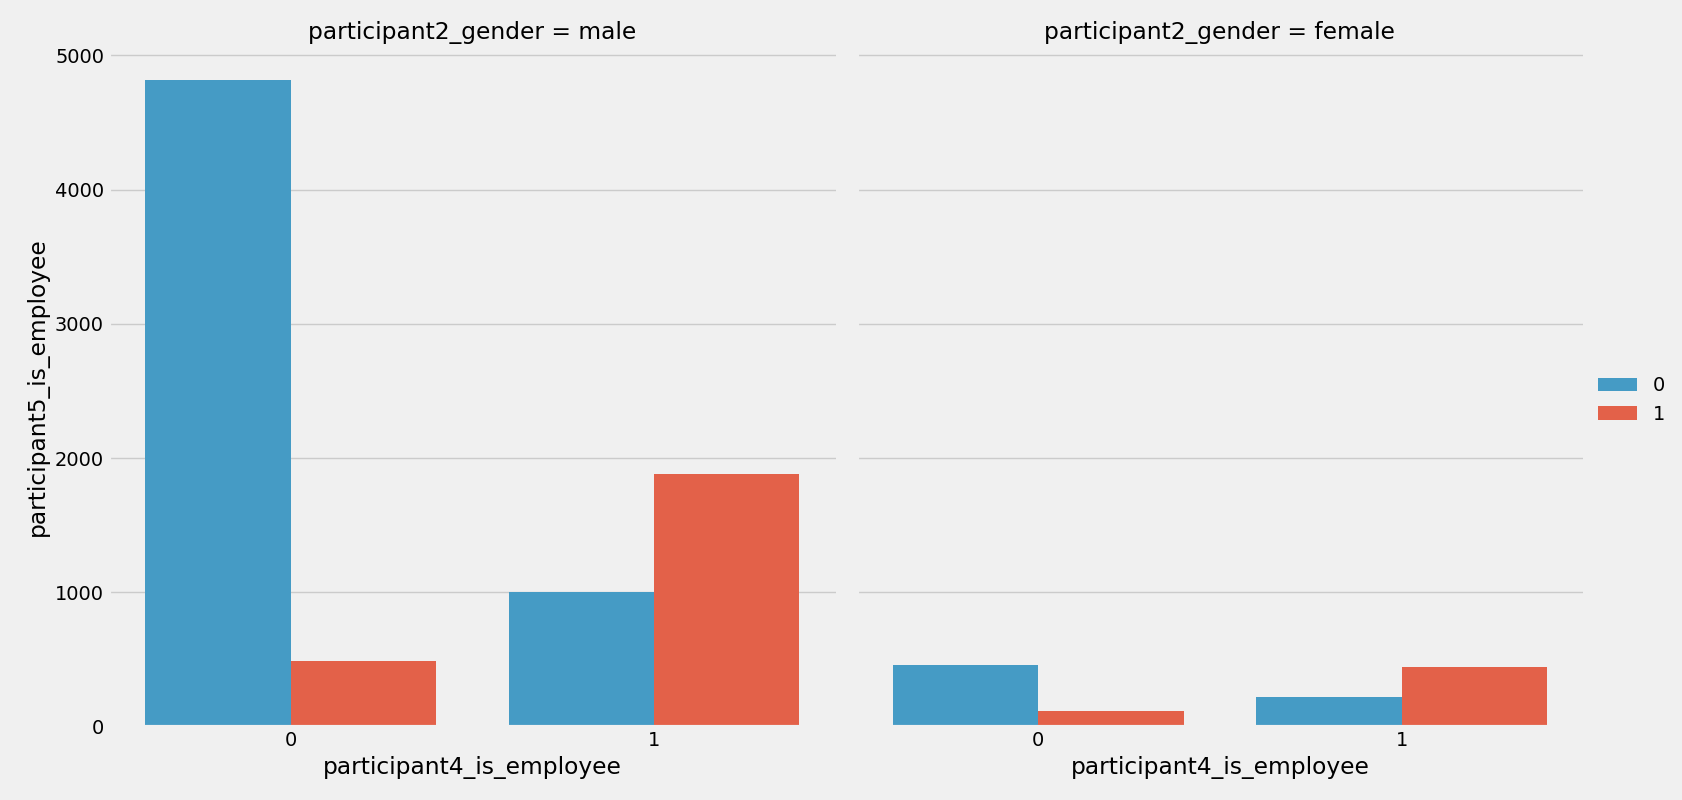 participant2_gender = male
participant2_gender = female
5000
4000
3000
2000
1000
0
participant5_is_employee
0
1
0
1
participant4_is_employee
participant4_is_employee
0
1